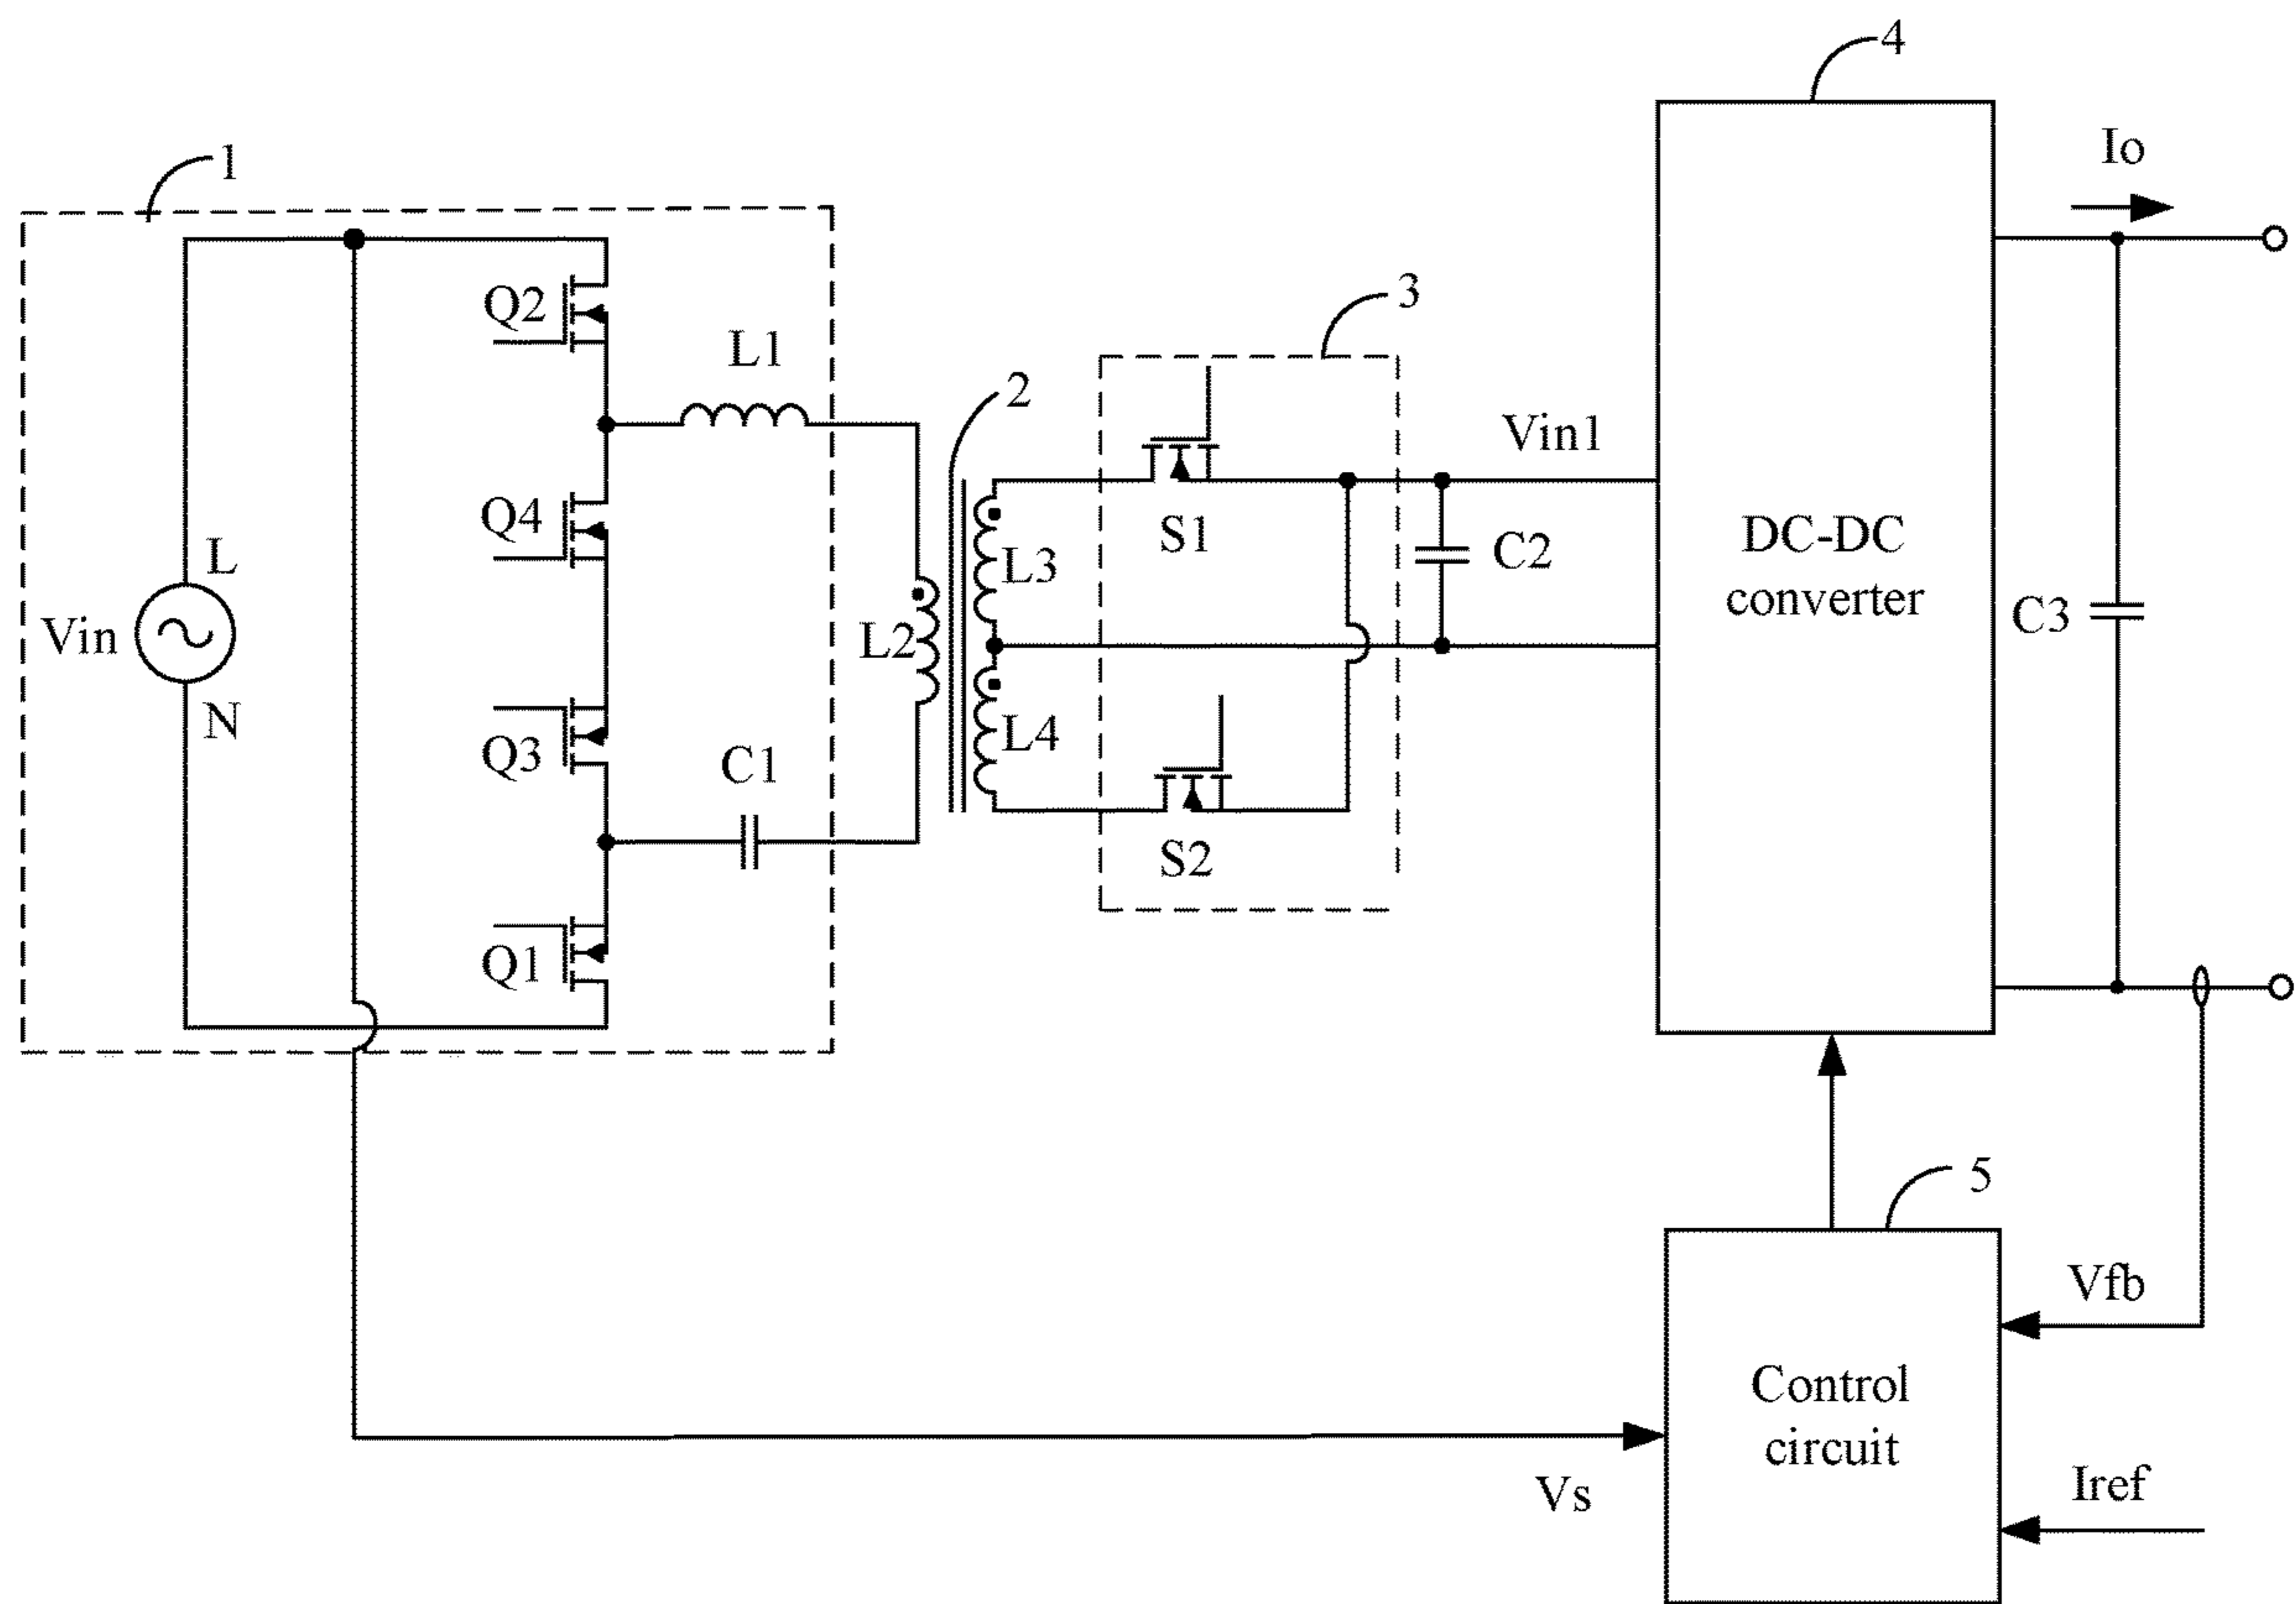 4
Io
1
Q2
3
L1
2
Vin1
Q4
S1
DC-DC
converter
C2
L
L3
C3
Vin
L2
N
L4
Q3
C1
S2
Q1
5
Vfb
Control
circuit
Vs
Iref